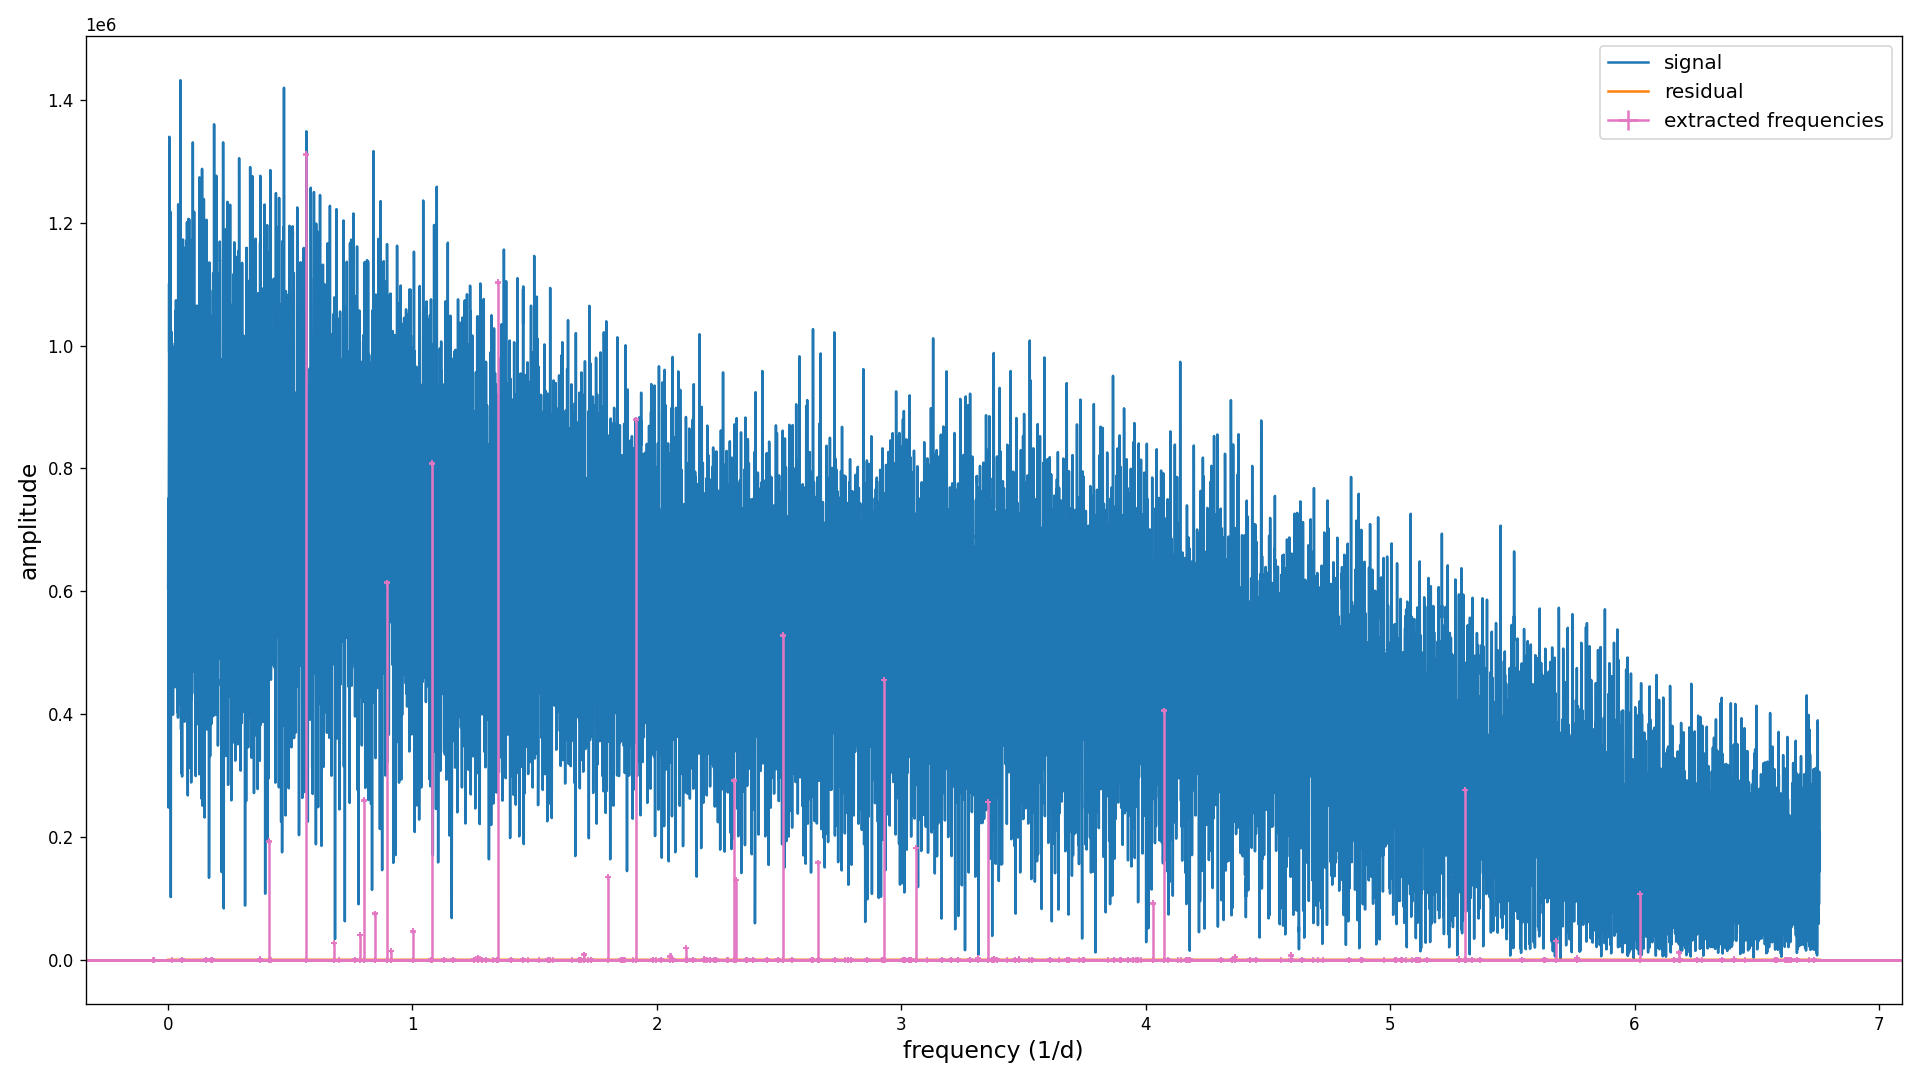 1e6
signal
residual
extracted frequencies
1.4
1.2
1.0
0.8
0.6
0.4
0.2
0.0
amplitude
0 1 2 3 4 5 6 7
frequency (1/d)